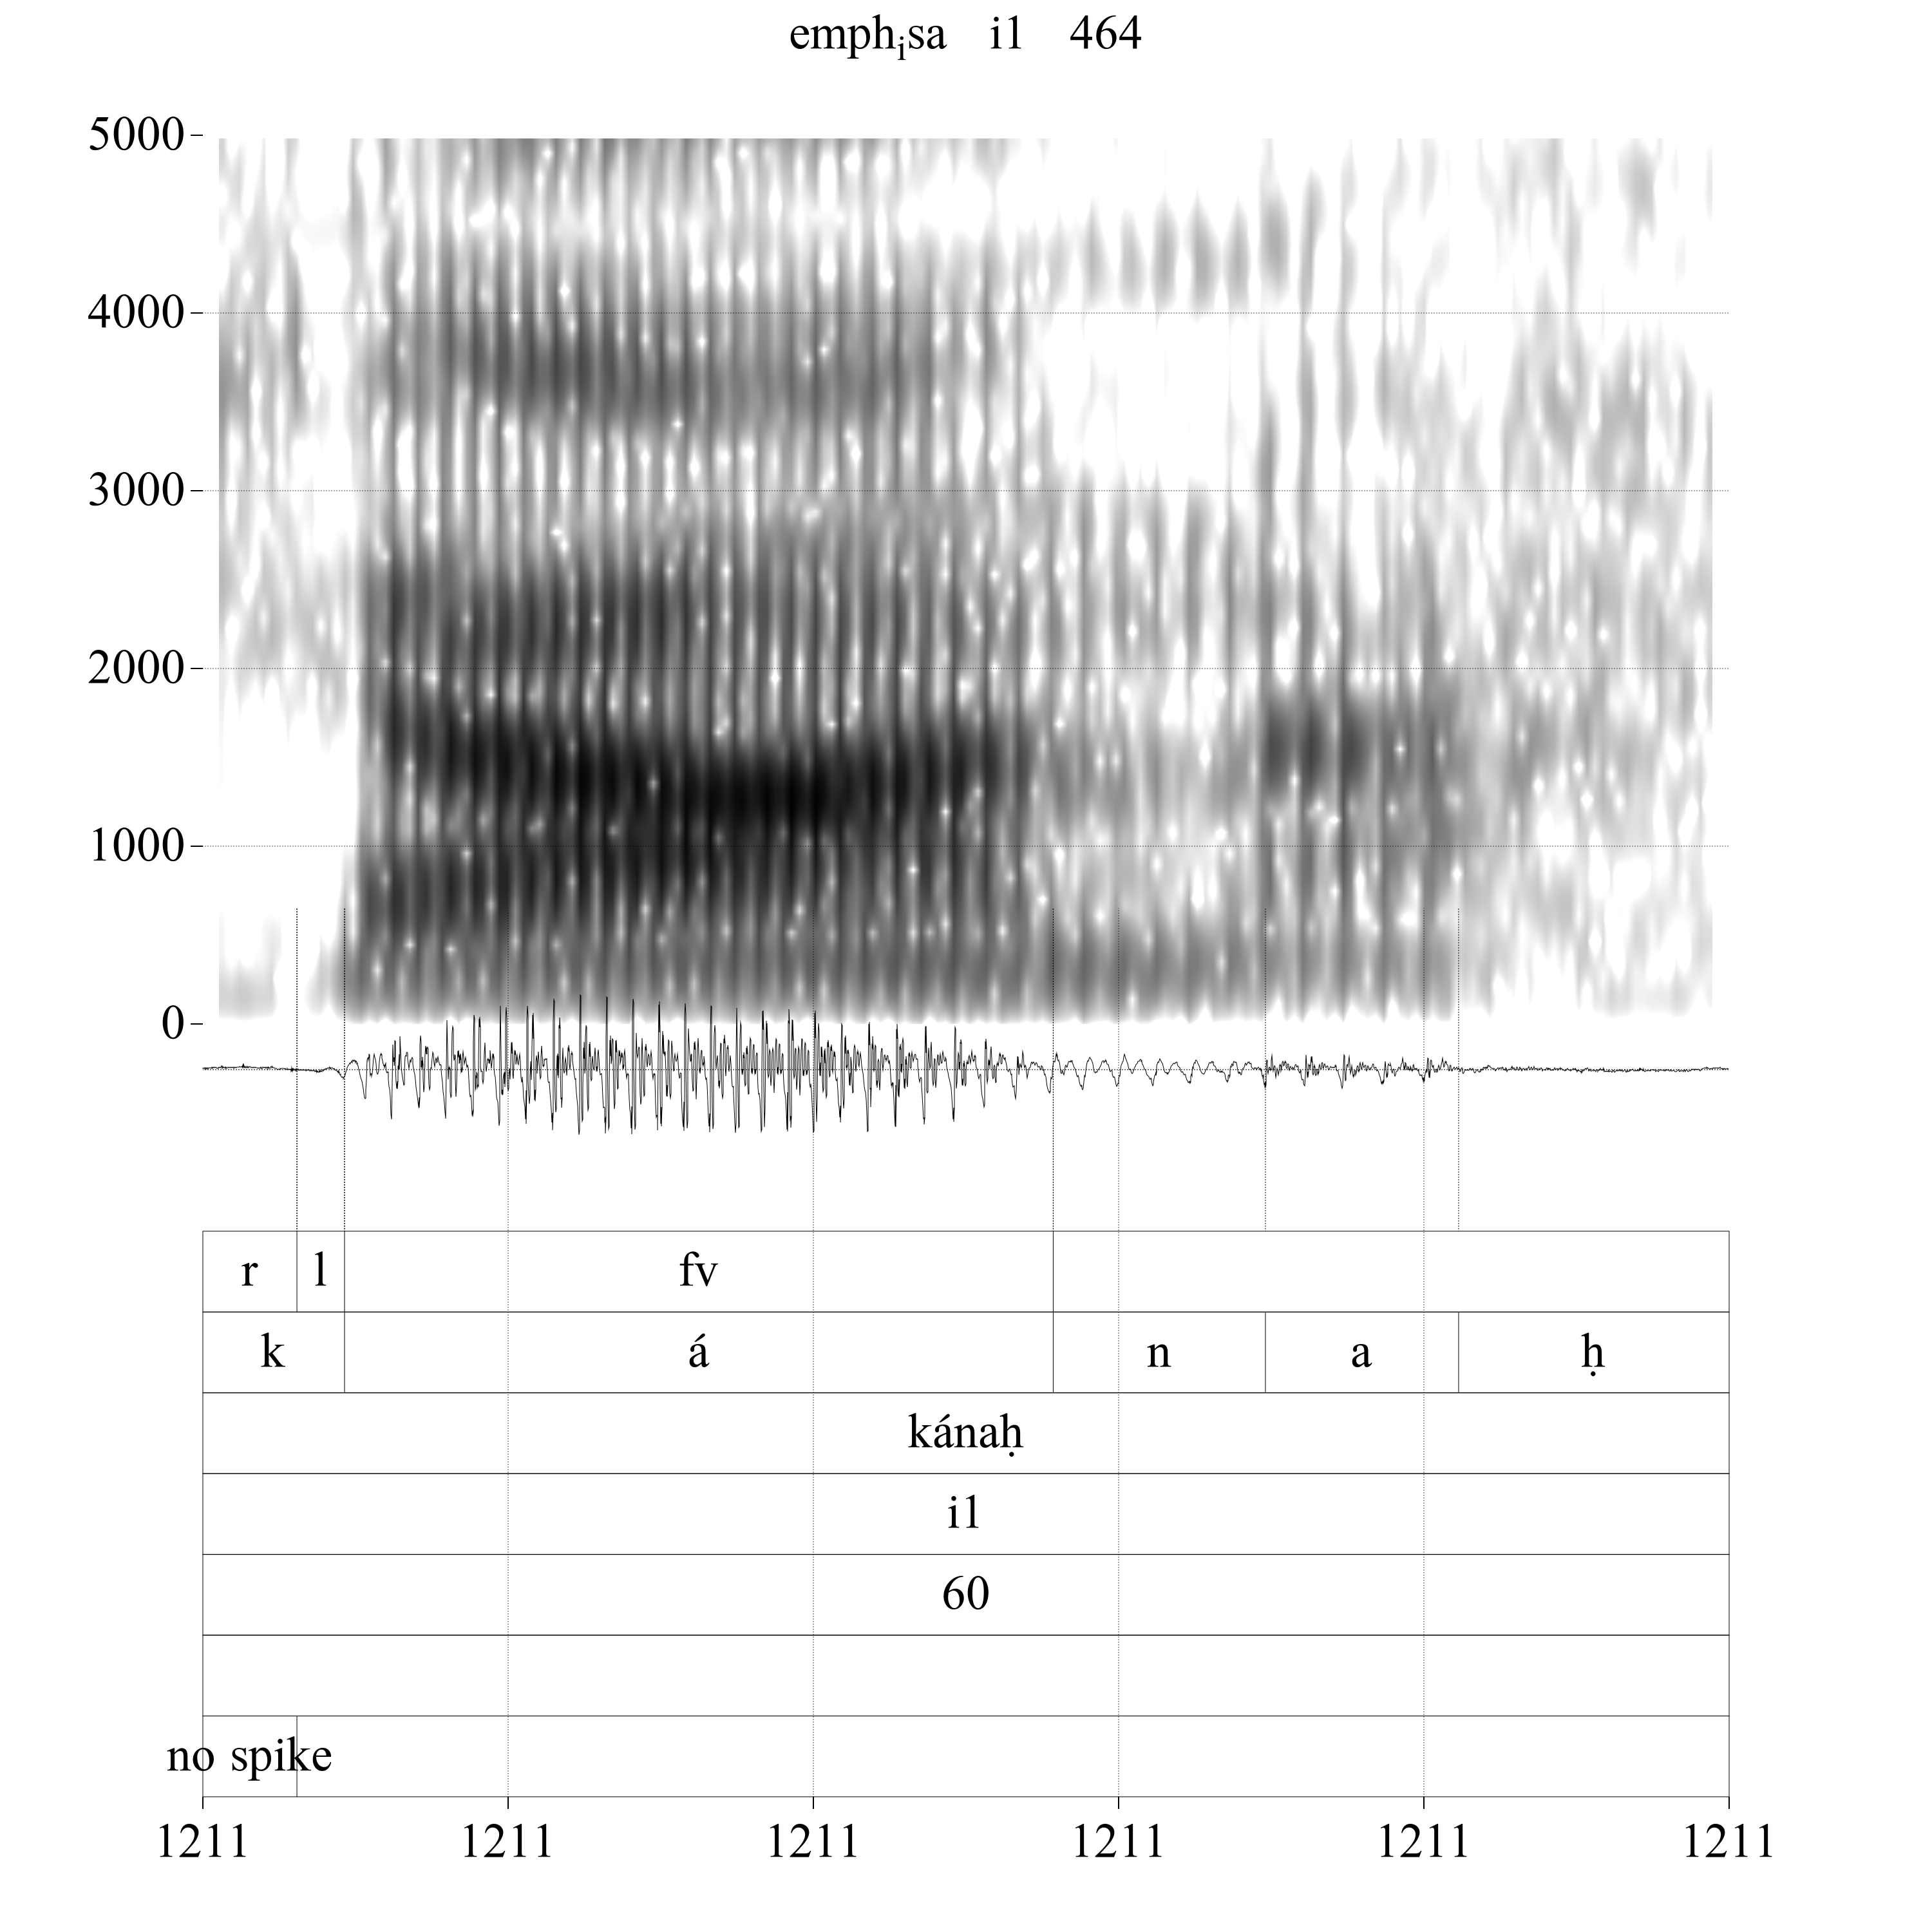 emphᵢsa i1 464
5000
4000
3000
2000
1000
0
r l fv
k á n a ḥ
kánaḥ
i1
60
no spike
1211 1211 1211 1211 1211 1211